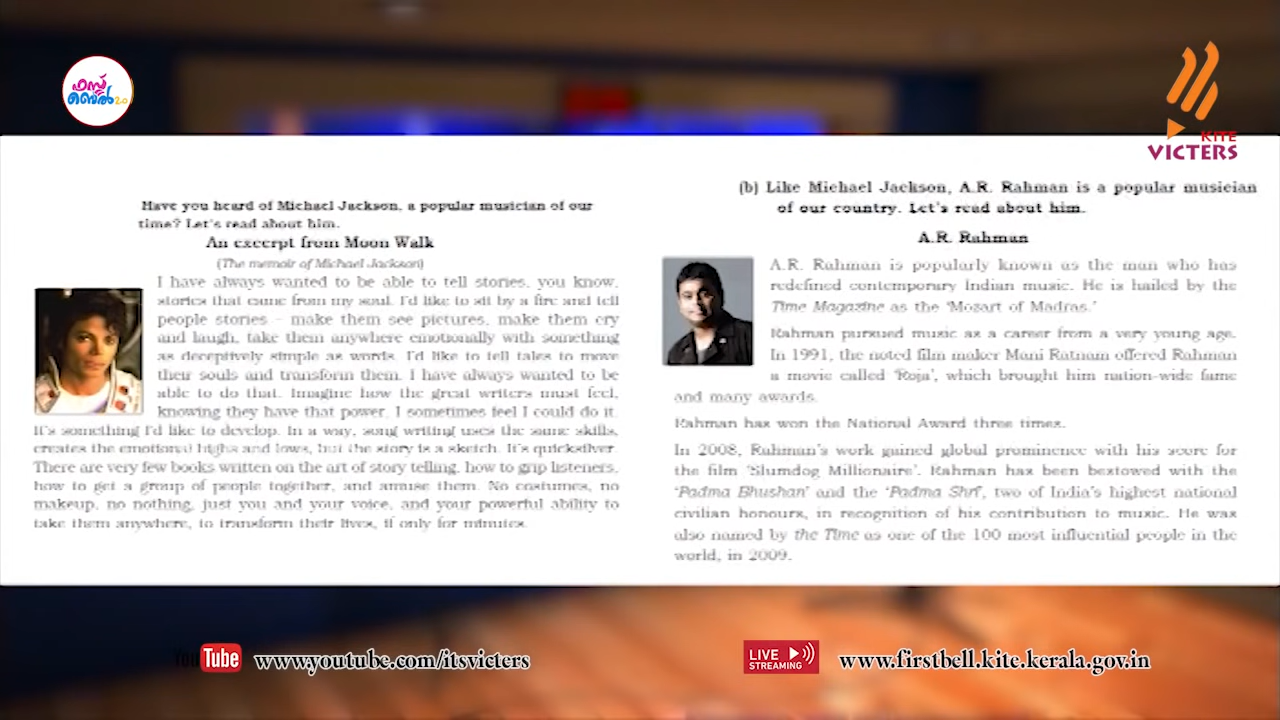 ഫസ്റ്റ്
ബെൽ 2.0
KITE
VICTERS
Have you heard of Michael Jackson, a popular musician of our
time? Let's read about him.
An excerpt from Moon Walk
(The memoir of Michael Jackson)
I have always wanted to be able to tell stories, you know,
stories that came from my soul. I'd like to sit by a fire and tell
people stories – make them see pictures, make them cry
and laugh, take them anywhere emotionally with something
as deceptively simple as words. I'd like to tell tales to move
their souls and transform them. I have always wanted to be
able to do that. Imagine how the great writers must feel,
knowing they have that power. I sometimes feel I could do it.
It's something I'd like to develop. In a way, song writing uses the same skills,
creates the emotional highs and lows, but the story is a sketch. It's quicksilver.
There are very few books written on the art of story telling, how to grip listeners,
how to get a group of people together, and amuse them. No costumes, no
makeup, no nothing, just you and your voice, and your powerful ability to
take them anywhere, to transform their lives, if only for minutes.
(b) Like Michael Jackson, A.R. Rahman is a popular musician
of our country. Let's read about him.
A.R. Rahman
A.R. Rahman is popularly known as the man who has
redefined contemporary Indian music. He is hailed by the
Time Magazine as the 'Mozart of Madras.'
Rahman pursued music as a career from a very young age.
In 1991, the noted film maker Mani Ratnam offered Rahman
a movie called 'Roja', which brought him nation-wide fame
and many awards.
Rahman has won the National Award three times.
In 2008, Rahman's work gained global prominence with his score for
the film 'Slumdog Millionaire'. Rahman has been bestowed with the
'Padma Bhushan' and the 'Padma Shri', two of India's highest national
civilian honours, in recognition of his contribution to music. He was
also named by the Time as one of the 100 most influential people in the
world, in 2009.
You Tube www.youtube.com/itsvicters
LIVE STREAMING www.firstbell.kite.kerala.gov.in